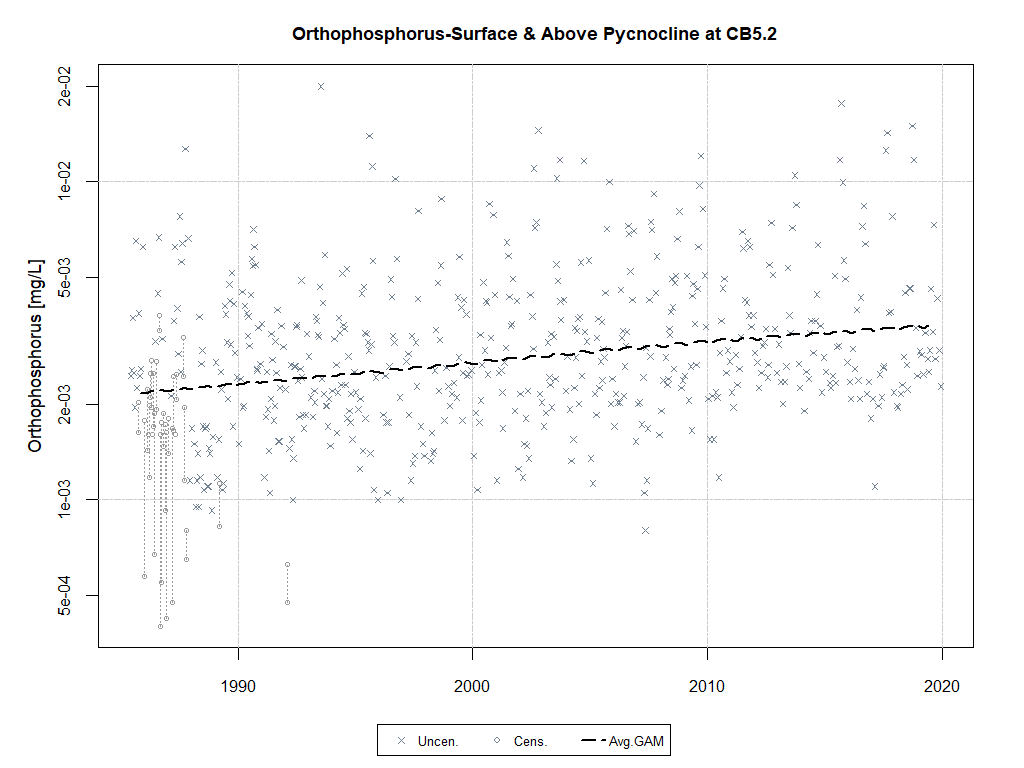 Orthophosphorus-Surface & Above Pycnocline at CB5.2
Orthophosphorus [mg/L]
2e-02
1e-02
5e-03
2e-03
1e-03
5e-04
1990 2000 2010 2020
Uncen. Cens. Avg.GAM